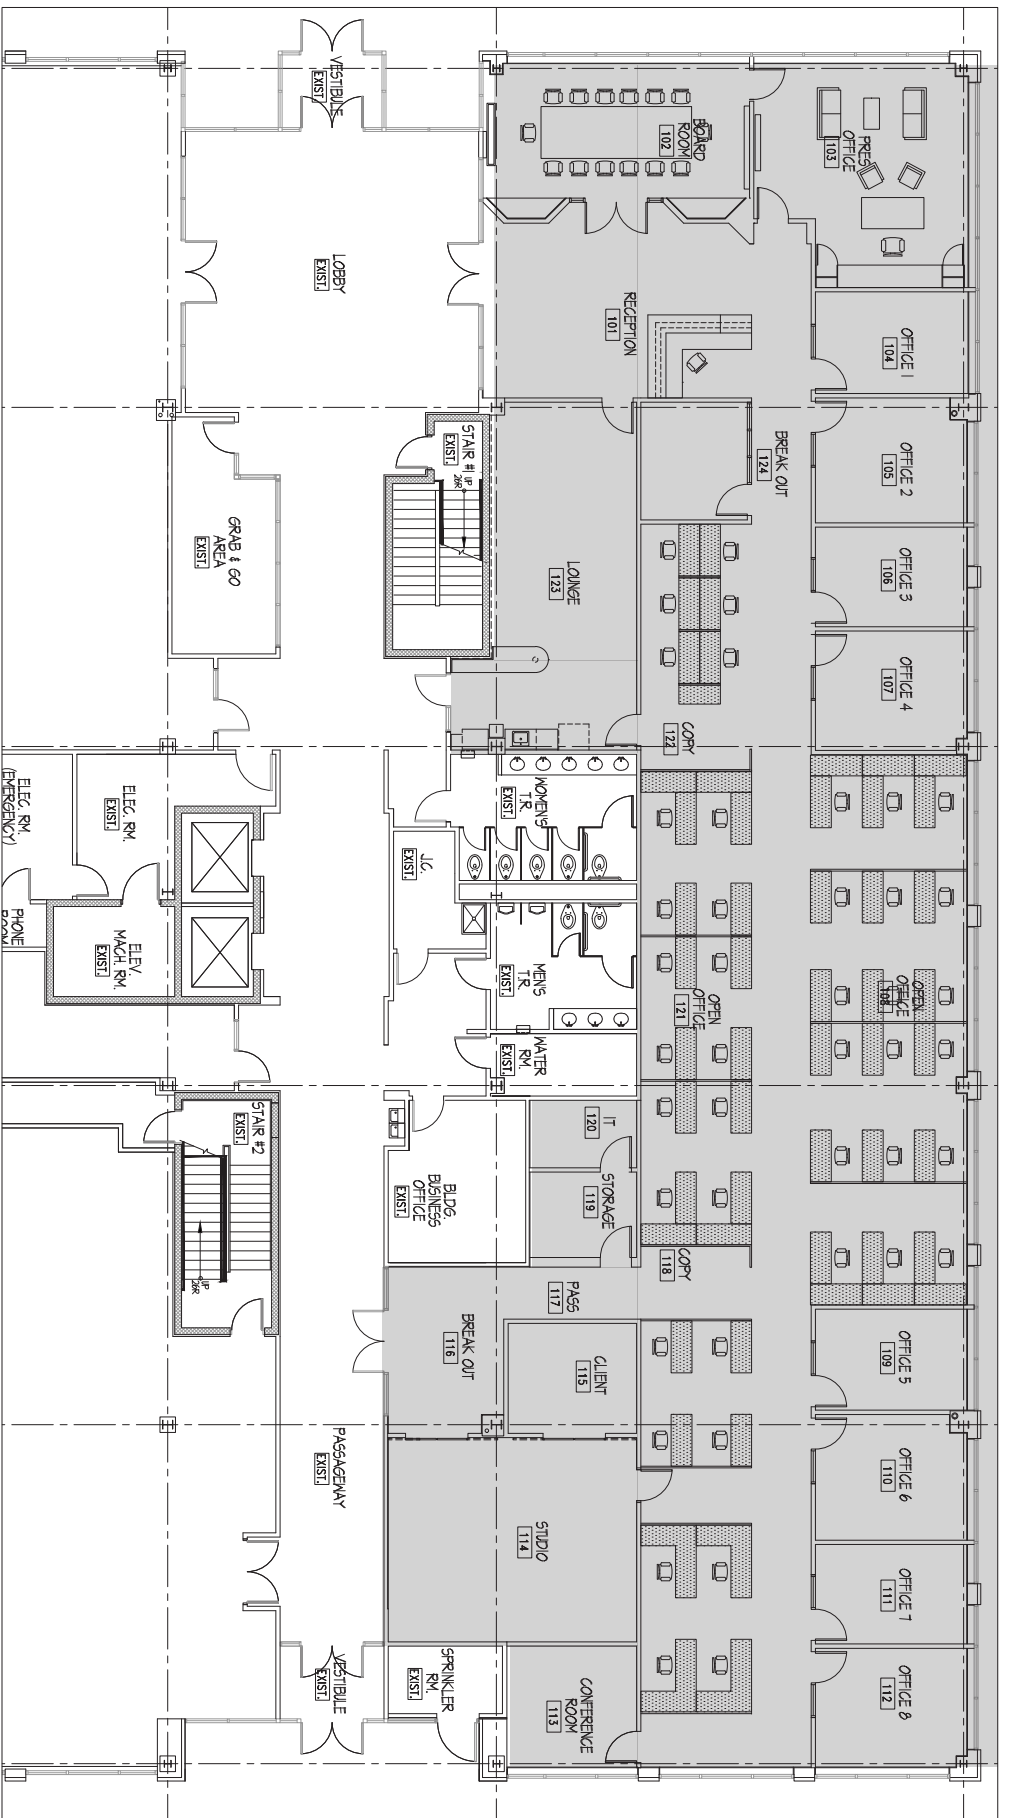 VESTIBULE
EXIST.
BOARD
ROOM
102
PRES
OFFICE
103
LOBBY
EXIST.
RECEPTION
101
OFFICE 1
104
STAIR #1
EXIST.
UP
26R
BREAK OUT
124
OFFICE 2
105
GRAB & GO
AREA
EXIST.
LOUNGE
123
OFFICE 3
106
OFFICE 4
107
COPY
122
ELEC. RM.
(EMERGENCY)
ELEC. RM.
EXIST.
WOMEN'S
T.R.
EXIST.
J.C.
EXIST.
PHONE
ROOM
ELEV.
MACH. RM.
EXIST.
MEN'S
T.R.
EXIST.
OPEN
OFFICE
121
OPEN
OFFICE
108
WATER
RM.
EXIST.
STAIR #2
EXIST.
UP
26R
IT
120
STORAGE
119
BLDG.
BUSINESS
OFFICE
EXIST.
COPY
118
PASS
117
BREAK OUT
116
CLIENT
115
OFFICE 5
109
PASSAGEWAY
EXIST.
OFFICE 6
110
STUDIO
114
OFFICE 7
111
VESTIBULE
EXIST.
SPRINKLER
RM.
EXIST.
CONFERENCE
ROOM
113
OFFICE 8
112